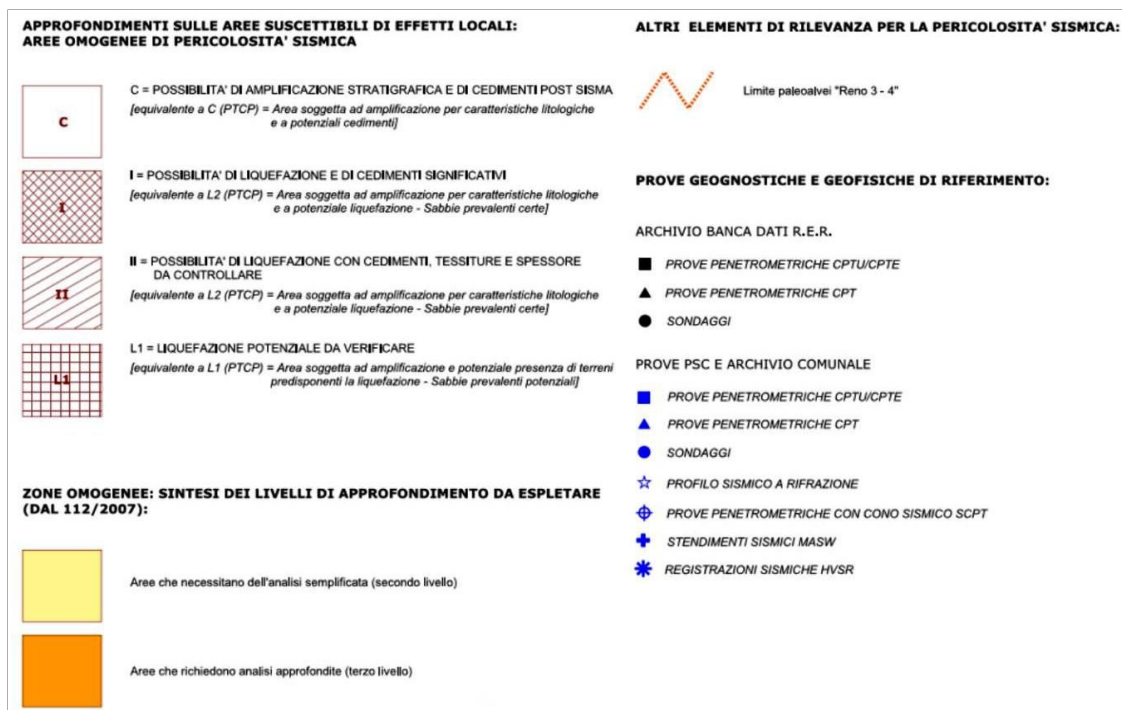 APPROFONDIMENTI SULLE AREE SUSCETTIBILI DI EFFETTI LOCALI:
AREE OMOGENEE DI PERICOLOSITA' SISMICA
C
C = POSSIBILITA' DI AMPLIFICAZIONE STRATIGRAFICA E DI CEDIMENTI POST SISMA
[equivalente a C (PTCP) = Area soggetta ad amplificazione per caratteristiche litologiche
e a potenziali cedimenti]
I
I = POSSIBILITA' DI LIQUEFAZIONE E DI CEDIMENTI SIGNIFICATIVI
[equivalente a L2 (PTCP) = Area soggetta ad amplificazione per caratteristiche litologiche
e a potenziale liquefazione - Sabbie prevalenti certe]
II
II = POSSIBILITA' DI LIQUEFAZIONE CON CEDIMENTI, TESSITURE E SPESSORE
DA CONTROLLARE
[equivalente a L2 (PTCP) = Area soggetta ad amplificazione per caratteristiche litologiche
e a potenziale liquefazione - Sabbie prevalenti certe]
L1
L1 = LIQUEFAZIONE POTENZIALE DA VERIFICARE
[equivalente a L1 (PTCP) = Area soggetta ad amplificazione e potenziale presenza di terreni
predisponenti la liquefazione - Sabbie prevalenti potenziali]
ZONE OMOGENEE: SINTESI DEI LIVELLI DI APPROFONDIMENTO DA ESPLETARE
(DAL 112/2007):
Aree che necessitano dell'analisi semplificata (secondo livello)
Aree che richiedono analisi approfondite (terzo livello)
ALTRI ELEMENTI DI RILEVANZA PER LA PERICOLOSITA' SISMICA:
Limite paleoalvei "Reno 3 - 4"
PROVE GEOGNOSTICHE E GEOFISICHE DI RIFERIMENTO:
ARCHIVIO BANCA DATI R.E.R.
PROVE PENETROMETRICHE CPTU/CPTE
PROVE PENETROMETRICHE CPT
SONDAGGI
PROVE PSC E ARCHIVIO COMUNALE
PROVE PENETROMETRICHE CPTU/CPTE
PROVE PENETROMETRICHE CPT
SONDAGGI
PROFILO SISMICO A RIFRAZIONE
PROVE PENETROMETRICHE CON CONO SISMICO SCPT
STENDIMENTI SISMICI MASW
REGISTRAZIONI SISMICHE HVSR